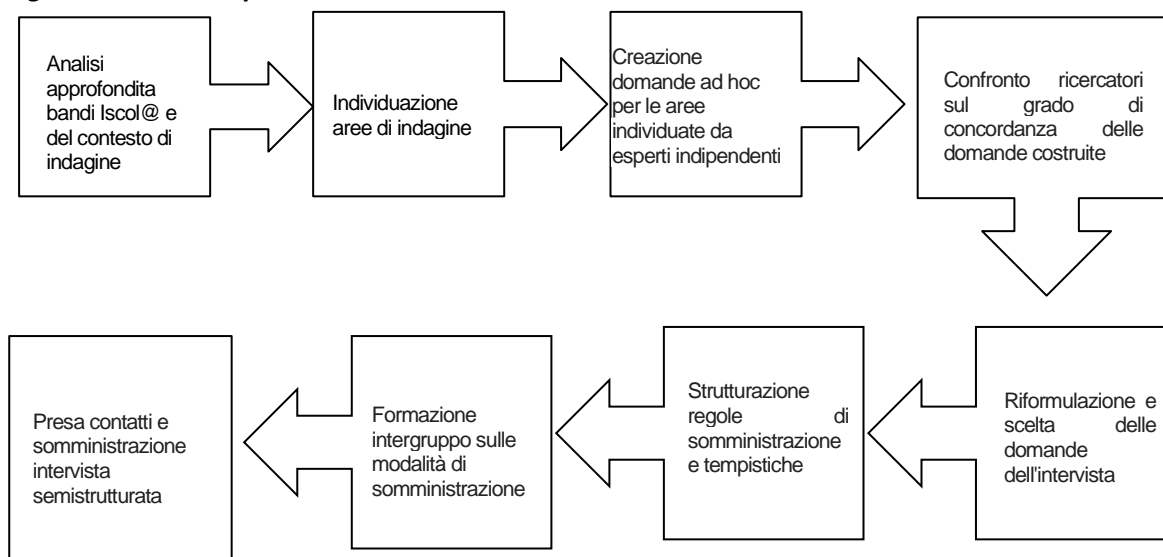 Analisi
approfondita
bandi Iscol@ e
del contesto di
indagine
Individuazione
aree di indagine
Creazione
domande ad hoc
per le aree
individuate da
esperti indipendenti
Confronto ricercatori
sul grado di
concordanza delle
domande costruite
Riformulazione e
scelta delle
domande
dell'intervista
Strutturazione
regole di
somministrazione
e tempistiche
Formazione
intergruppo sulle
modalità di
somministrazione
Presa contatti e
somministrazione
intervista
semistrutturata